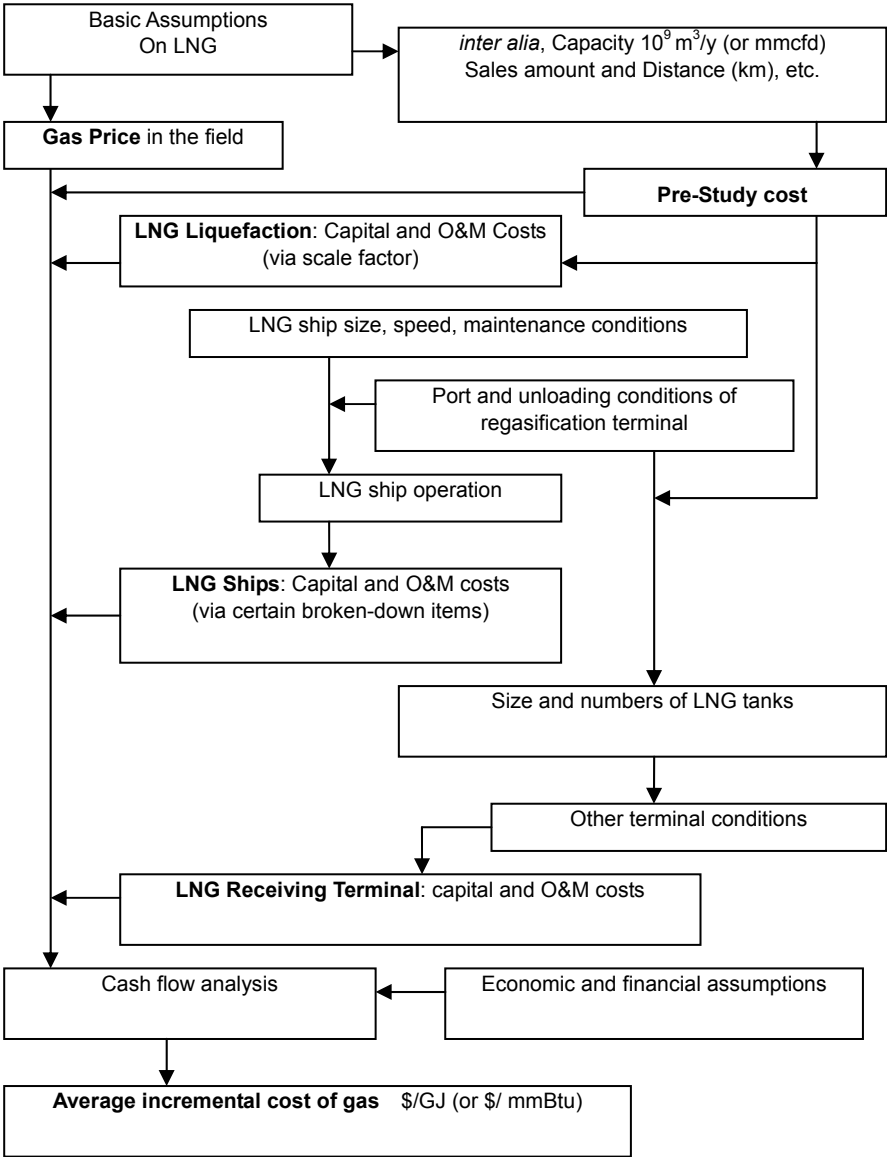 Basic Assumptions
On LNG
inter alia, Capacity 10⁹ m³/y (or mmcfd)
Sales amount and Distance (km), etc.
Gas Price in the field
Pre-Study cost
LNG Liquefaction: Capital and O&M Costs
(via scale factor)
LNG ship size, speed, maintenance conditions
Port and unloading conditions of
regasification terminal
LNG ship operation
LNG Ships: Capital and O&M costs
(via certain broken-down items)
Size and numbers of LNG tanks
Other terminal conditions
LNG Receiving Terminal: capital and O&M costs
Cash flow analysis
Economic and financial assumptions
Average incremental cost of gas $/GJ (or $/ mmBtu)